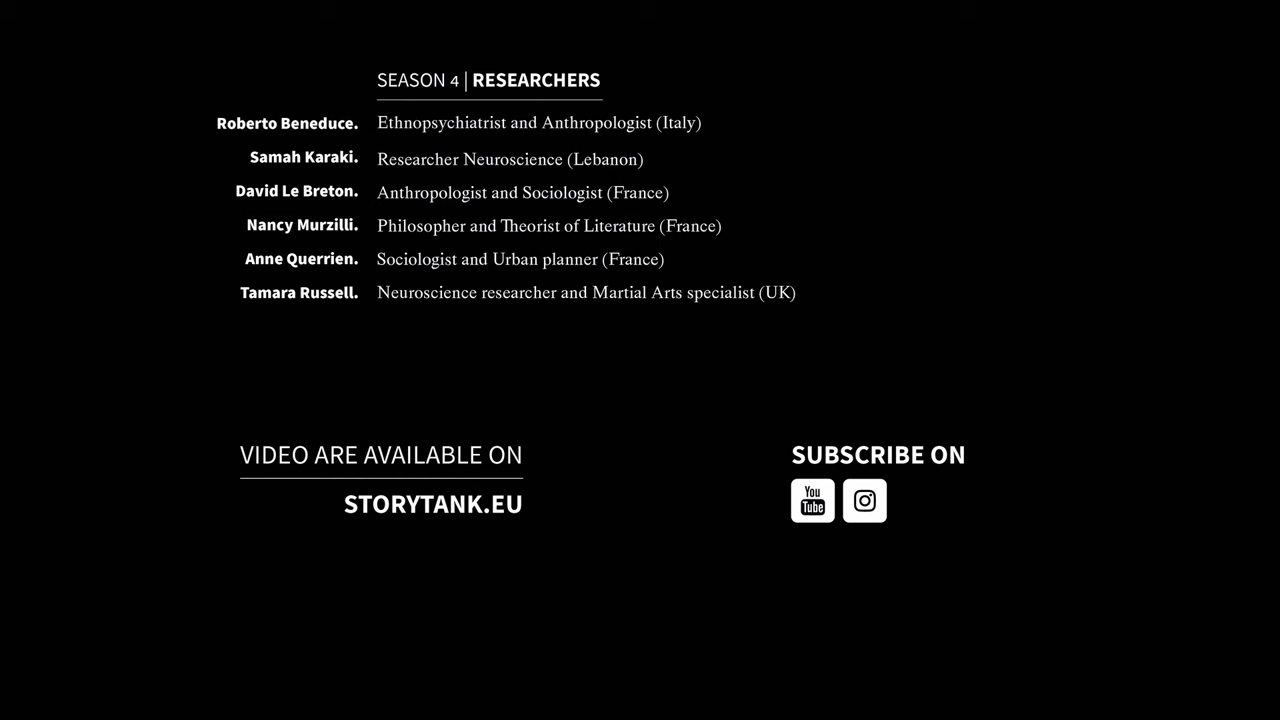 SEASON 4 | RESEARCHERS
Roberto Beneduce. Ethnopsychiatrist and Anthropologist (Italy)
Samah Karaki. Researcher Neuroscience (Lebanon)
David Le Breton. Anthropologist and Sociologist (France)
Nancy Murzilli. Philosopher and Theorist of Literature (France)
Anne Querrien. Sociologist and Urban planner (France)
Tamara Russell. Neuroscience researcher and Martial Arts specialist (UK)
VIDEO ARE AVAILABLE ON
STORYTANK.EU
SUBSCRIBE ON
You
Tube